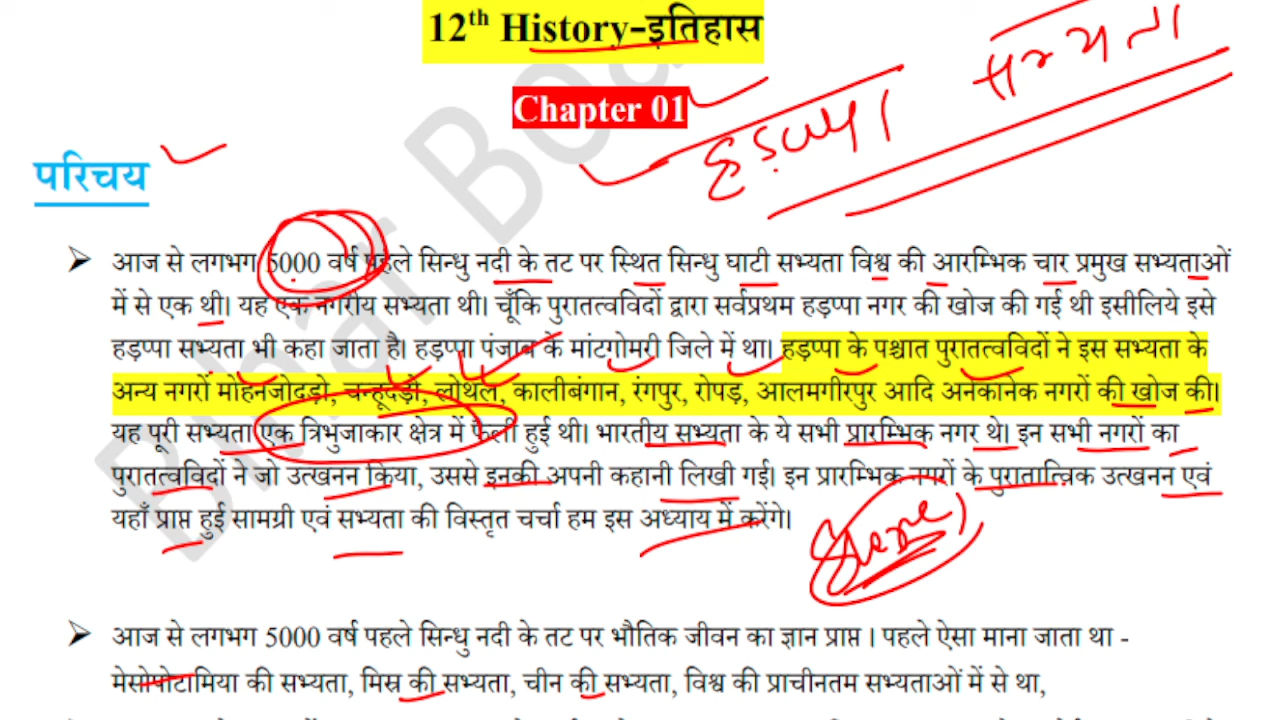 12th History-इतिहास
Chapter 01
हड़प्पा सभ्यता
परिचय
आज से लगभग 5000 वर्ष पहले सिन्धु नदी के तट पर स्थित सिन्धु घाटी सभ्यता विश्व की आरम्भिक चार प्रमुख सभ्यताओं
में से एक थी। यह एक नगरीय सभ्यता थी। चूँकि पुरातत्वविदों द्वारा सर्वप्रथम हड़प्पा नगर की खोज की गई थी इसीलिये इसे
हड़प्पा सभ्यता भी कहा जाता है। हड़प्पा पंजाब के मांटगोमरी जिले में था। हड़प्पा के पश्चात पुरातत्वविदों ने इस सभ्यता के
अन्य नगरों मोहनजोदड़ो, चन्हूदड़ो, लोथल, कालीबंगान, रंगपुर, रोपड़, आलमगीरपुर आदि अनेकानेक नगरों की खोज की।
यह पूरी सभ्यता एक त्रिभुजाकार क्षेत्र में फैली हुई थी। भारतीय सभ्यता के ये सभी प्रारम्भिक नगर थे। इन सभी नगरों का
पुरातत्वविदों ने जो उत्खनन किया, उससे इनकी अपनी कहानी लिखी गई। इन प्रारम्भिक नगरों के पुरातात्विक उत्खनन एवं
यहाँ प्राप्त हुई सामग्री एवं सभ्यता की विस्तृत चर्चा हम इस अध्याय में करेंगे।
आज से लगभग 5000 वर्ष पहले सिन्धु नदी के तट पर भौतिक जीवन का ज्ञान प्राप्त । पहले ऐसा माना जाता था -
मेसोपोटामिया की सभ्यता, मिस्र की सभ्यता, चीन की सभ्यता, विश्व की प्राचीनतम सभ्यताओं में से था,